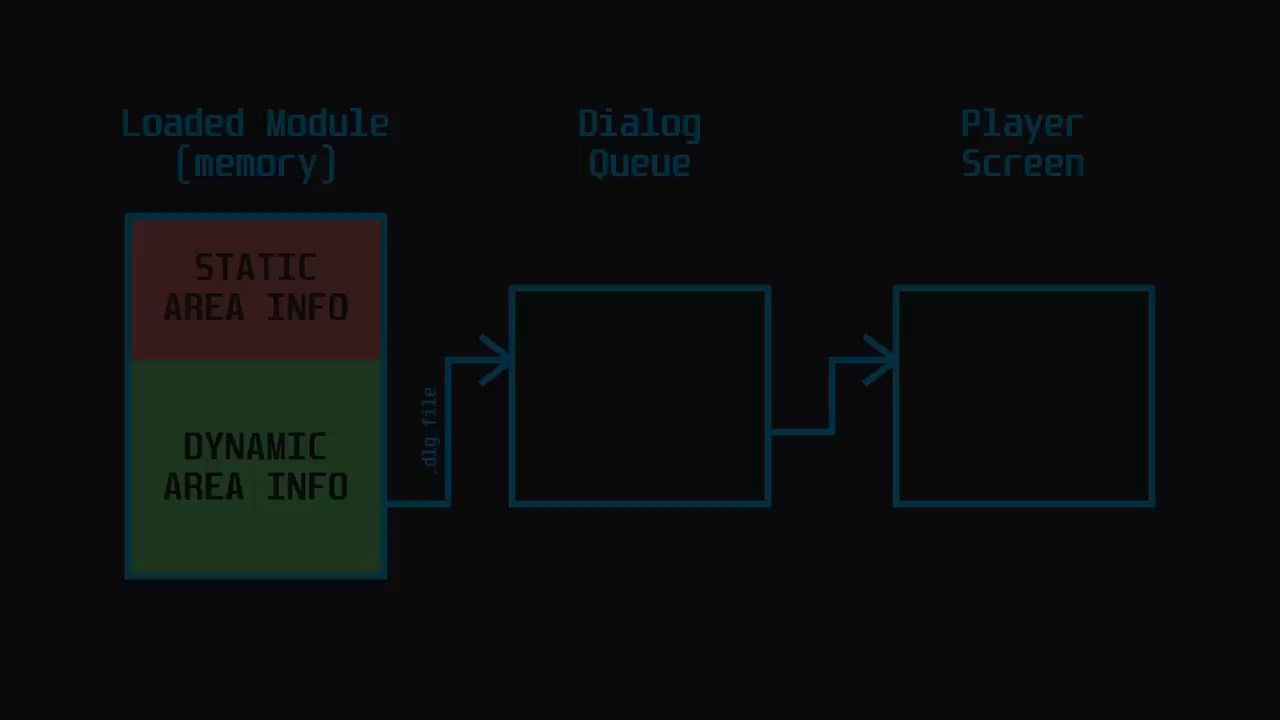 Loaded Module
(memory)
Dialog
Queue
Player
Screen
STATIC
AREA INFO
DYNAMIC
AREA INFO
.dlg file